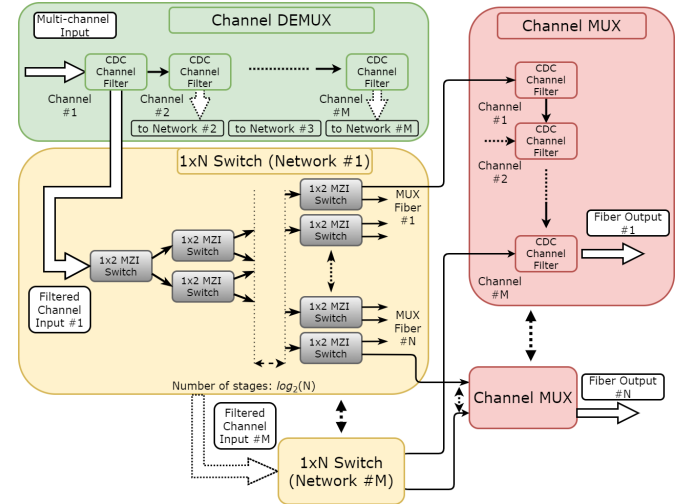 Multi-channel
Input
Channel DEMUX
CDC
Channel
Filter
CDC
Channel
Filter
CDC
Channel
Filter
Channel
#1
Channel
#2
Channel
#M
to Network #2
to Network #3
to Network #M
1xN Switch (Network #1)
1x2 MZI
Switch
1x2 MZI
Switch
1x2 MZI
Switch
1x2 MZI
Switch
1x2 MZI
Switch
1x2 MZI
Switch
1x2 MZI
Switch
MUX
Fiber
#1
MUX
Fiber
#N
Filtered
Channel
Input #1
Number of stages: log2(N)
Filtered
Channel
Input #M
1xN Switch
(Network #M)
Channel MUX
CDC
Channel
Filter
Channel
#1
CDC
Channel
Filter
Channel
#2
CDC
Channel
Filter
Channel
#M
Fiber Output
#1
Channel MUX
Fiber Output
#N